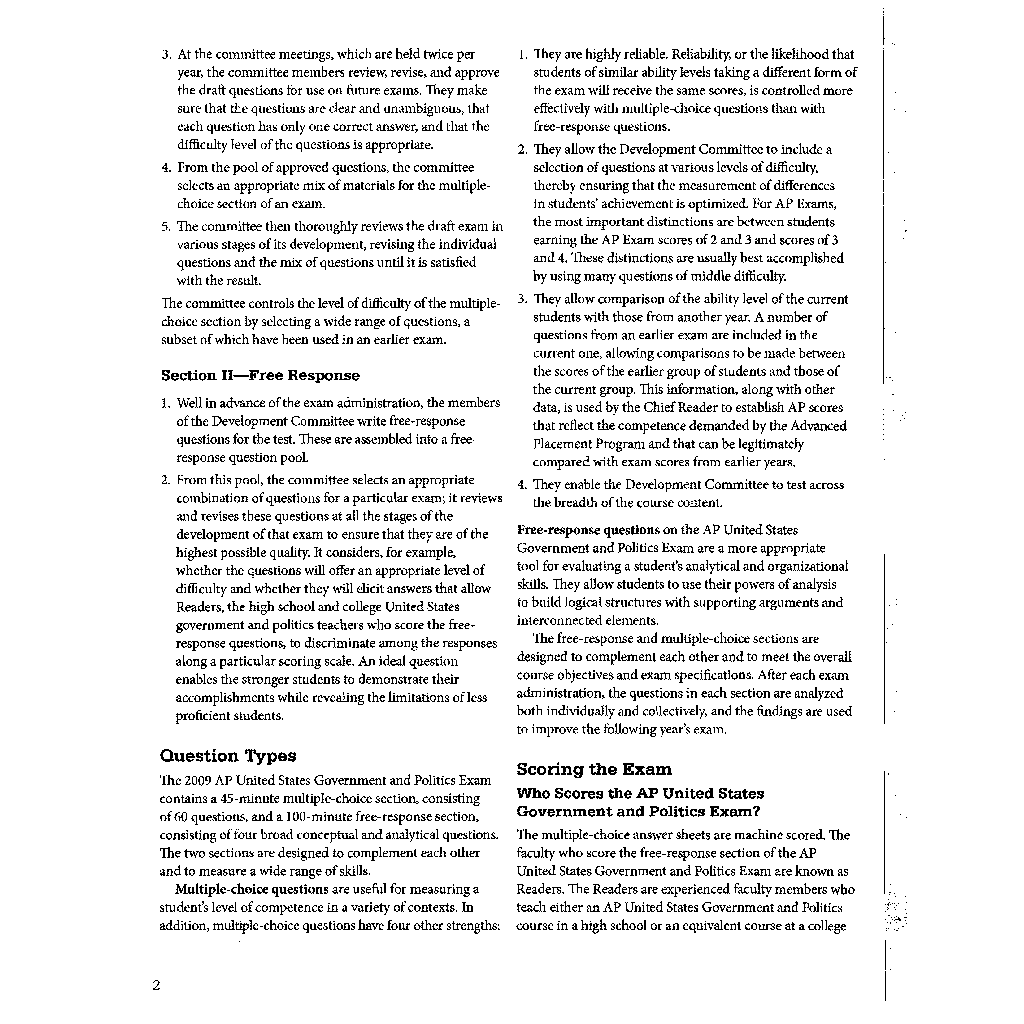 3. At the committee meetings, which are held twice per
year, the committee members review, revise, and approve
the draft questions for use on future exams. They make
sure that the questions are clear and unambiguous, that
each question has only one correct answer, and that the
difficulty level of the questions is appropriate.
4. From the pool of approved questions, the committee
selects an appropriate mix of materials for the multiple-
choice section of an exam.
5. The committee then thoroughly reviews the draft exam in
various stages of its development, revising the individual
questions and the mix of questions until it is satisfied
with the result.
The committee controls the level of difficulty of the multiple-
choice section by selecting a wide range of questions, a
subset of which have been used in an earlier exam.
Section II—Free Response
1. Well in advance of the exam administration, the members
of the Development Committee write free-response
questions for the test. These are assembled into a free-
response question pool.
2. From this pool, the committee selects an appropriate
combination of questions for a particular exam; it reviews
and revises these questions at all the stages of the
development of that exam to ensure that they are of the
highest possible quality. It considers, for example,
whether the questions will offer an appropriate level of
difficulty and whether they will elicit answers that allow
Readers, the high school and college United States
government and politics teachers who score the free-
response questions, to discriminate among the responses
along a particular scoring scale. An ideal question
enables the stronger students to demonstrate their
accomplishments while revealing the limitations of less
proficient students.
Question Types
The 2009 AP United States Government and Politics Exam
contains a 45-minute multiple-choice section, consisting
of 60 questions, and a 100-minute free-response section,
consisting of four broad conceptual and analytical questions.
The two sections are designed to complement each other
and to measure a wide range of skills.
Multiple-choice questions are useful for measuring a
student's level of competence in a variety of contexts. In
addition, multiple-choice questions have four other strengths:
1. They are highly reliable. Reliability, or the likelihood that
students of similar ability levels taking a different form of
the exam will receive the same scores, is controlled more
effectively with multiple-choice questions than with
free-response questions.
2. They allow the Development Committee to include a
selection of questions at various levels of difficulty,
thereby ensuring that the measurement of differences
in students' achievement is optimized. For AP Exams,
the most important distinctions are between students
earning the AP Exam scores of 2 and 3 and scores of 3
and 4. These distinctions are usually best accomplished
by using many questions of middle difficulty.
3. They allow comparison of the ability level of the current
students with those from another year. A number of
questions from an earlier exam are included in the
current one, allowing comparisons to be made between
the scores of the earlier group of students and those of
the current group. This information, along with other
data, is used by the Chief Reader to establish AP scores
that reflect the competence demanded by the Advanced
Placement Program and that can be legitimately
compared with exam scores from earlier years.
4. They enable the Development Committee to test across
the breadth of the course content.
Free-response questions on the AP United States
Government and Politics Exam are a more appropriate
tool for evaluating a student's analytical and organizational
skills. They allow students to use their powers of analysis
to build logical structures with supporting arguments and
interconnected elements.
The free-response and multiple-choice sections are
designed to complement each other and to meet the overall
course objectives and exam specifications. After each exam
administration, the questions in each section are analyzed
both individually and collectively, and the findings are used
to improve the following year's exam.
Scoring the Exam
Who Scores the AP United States
Government and Politics Exam?
The multiple-choice answer sheets are machine scored. The
faculty who score the free-response section of the AP
United States Government and Politics Exam are known as
Readers. The Readers are experienced faculty members who
teach either an AP United States Government and Politics
course in a high school or an equivalent course at a college
2